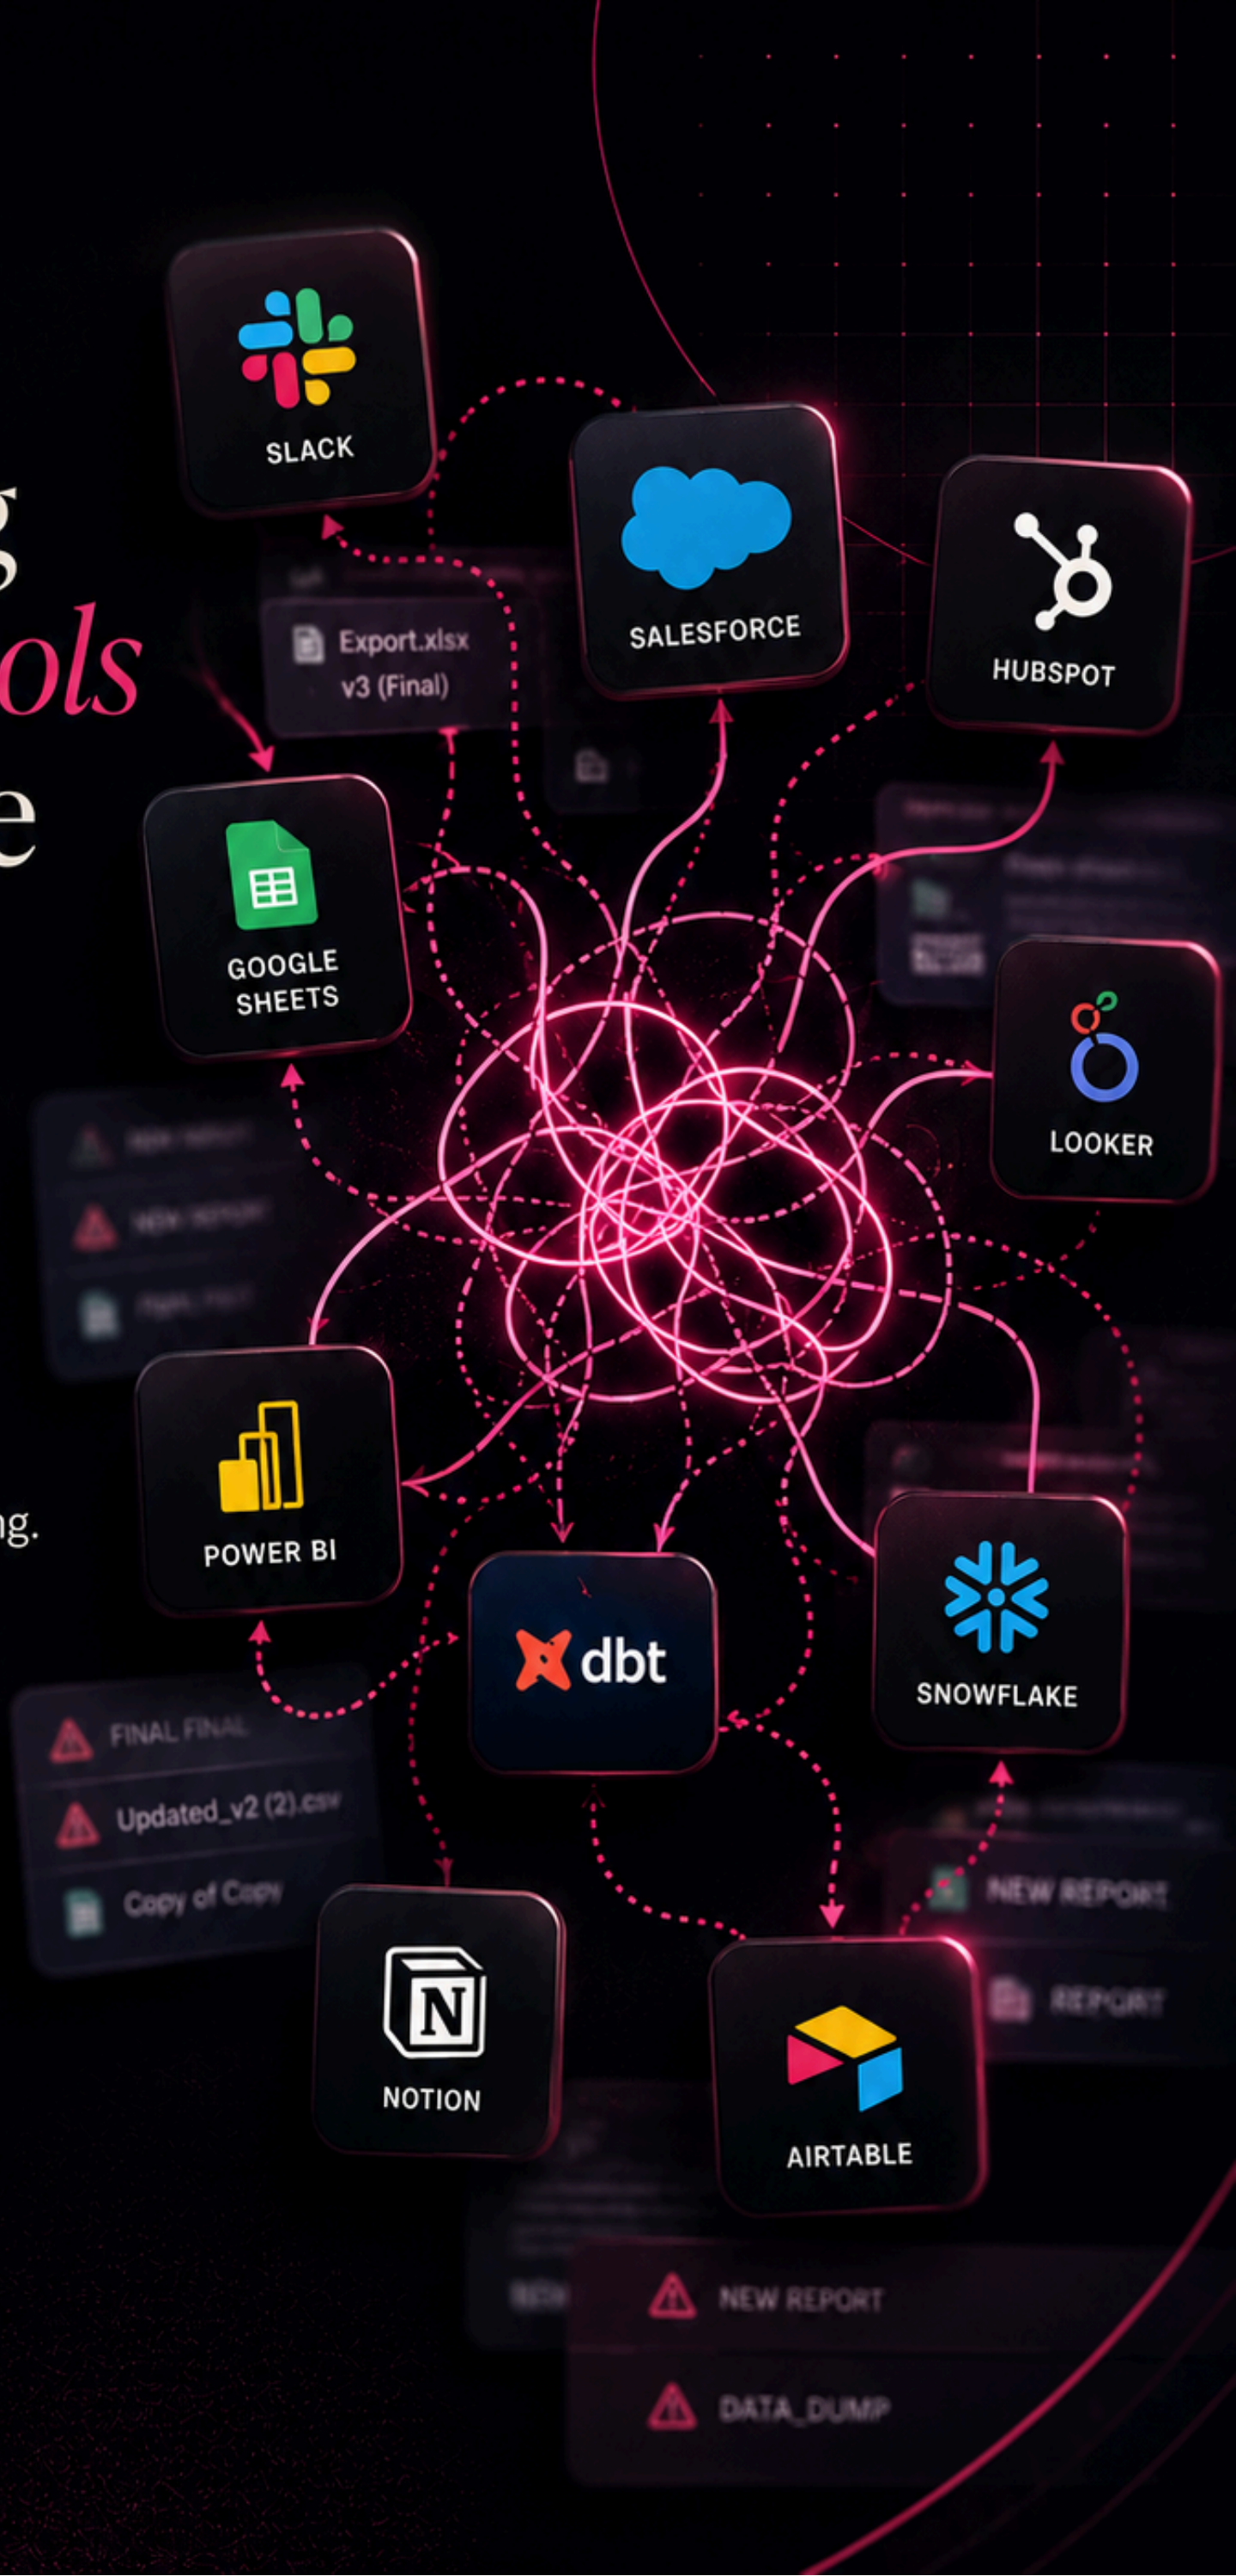 SLACK
g
ols
e
SALESFORCE
HUBSPOT
Export.xlsx
v3 (Final)
GOOGLE
SHEETS
LOOKER
POWER BI
ng.
dbt
SNOWFLAKE
FINAL FINAL
Updated_v2 (2).csv
Copy of Copy
NEW REPORT
REPORT
N
NOTION
AIRTABLE
NEW REPORT
DATA_DUMP